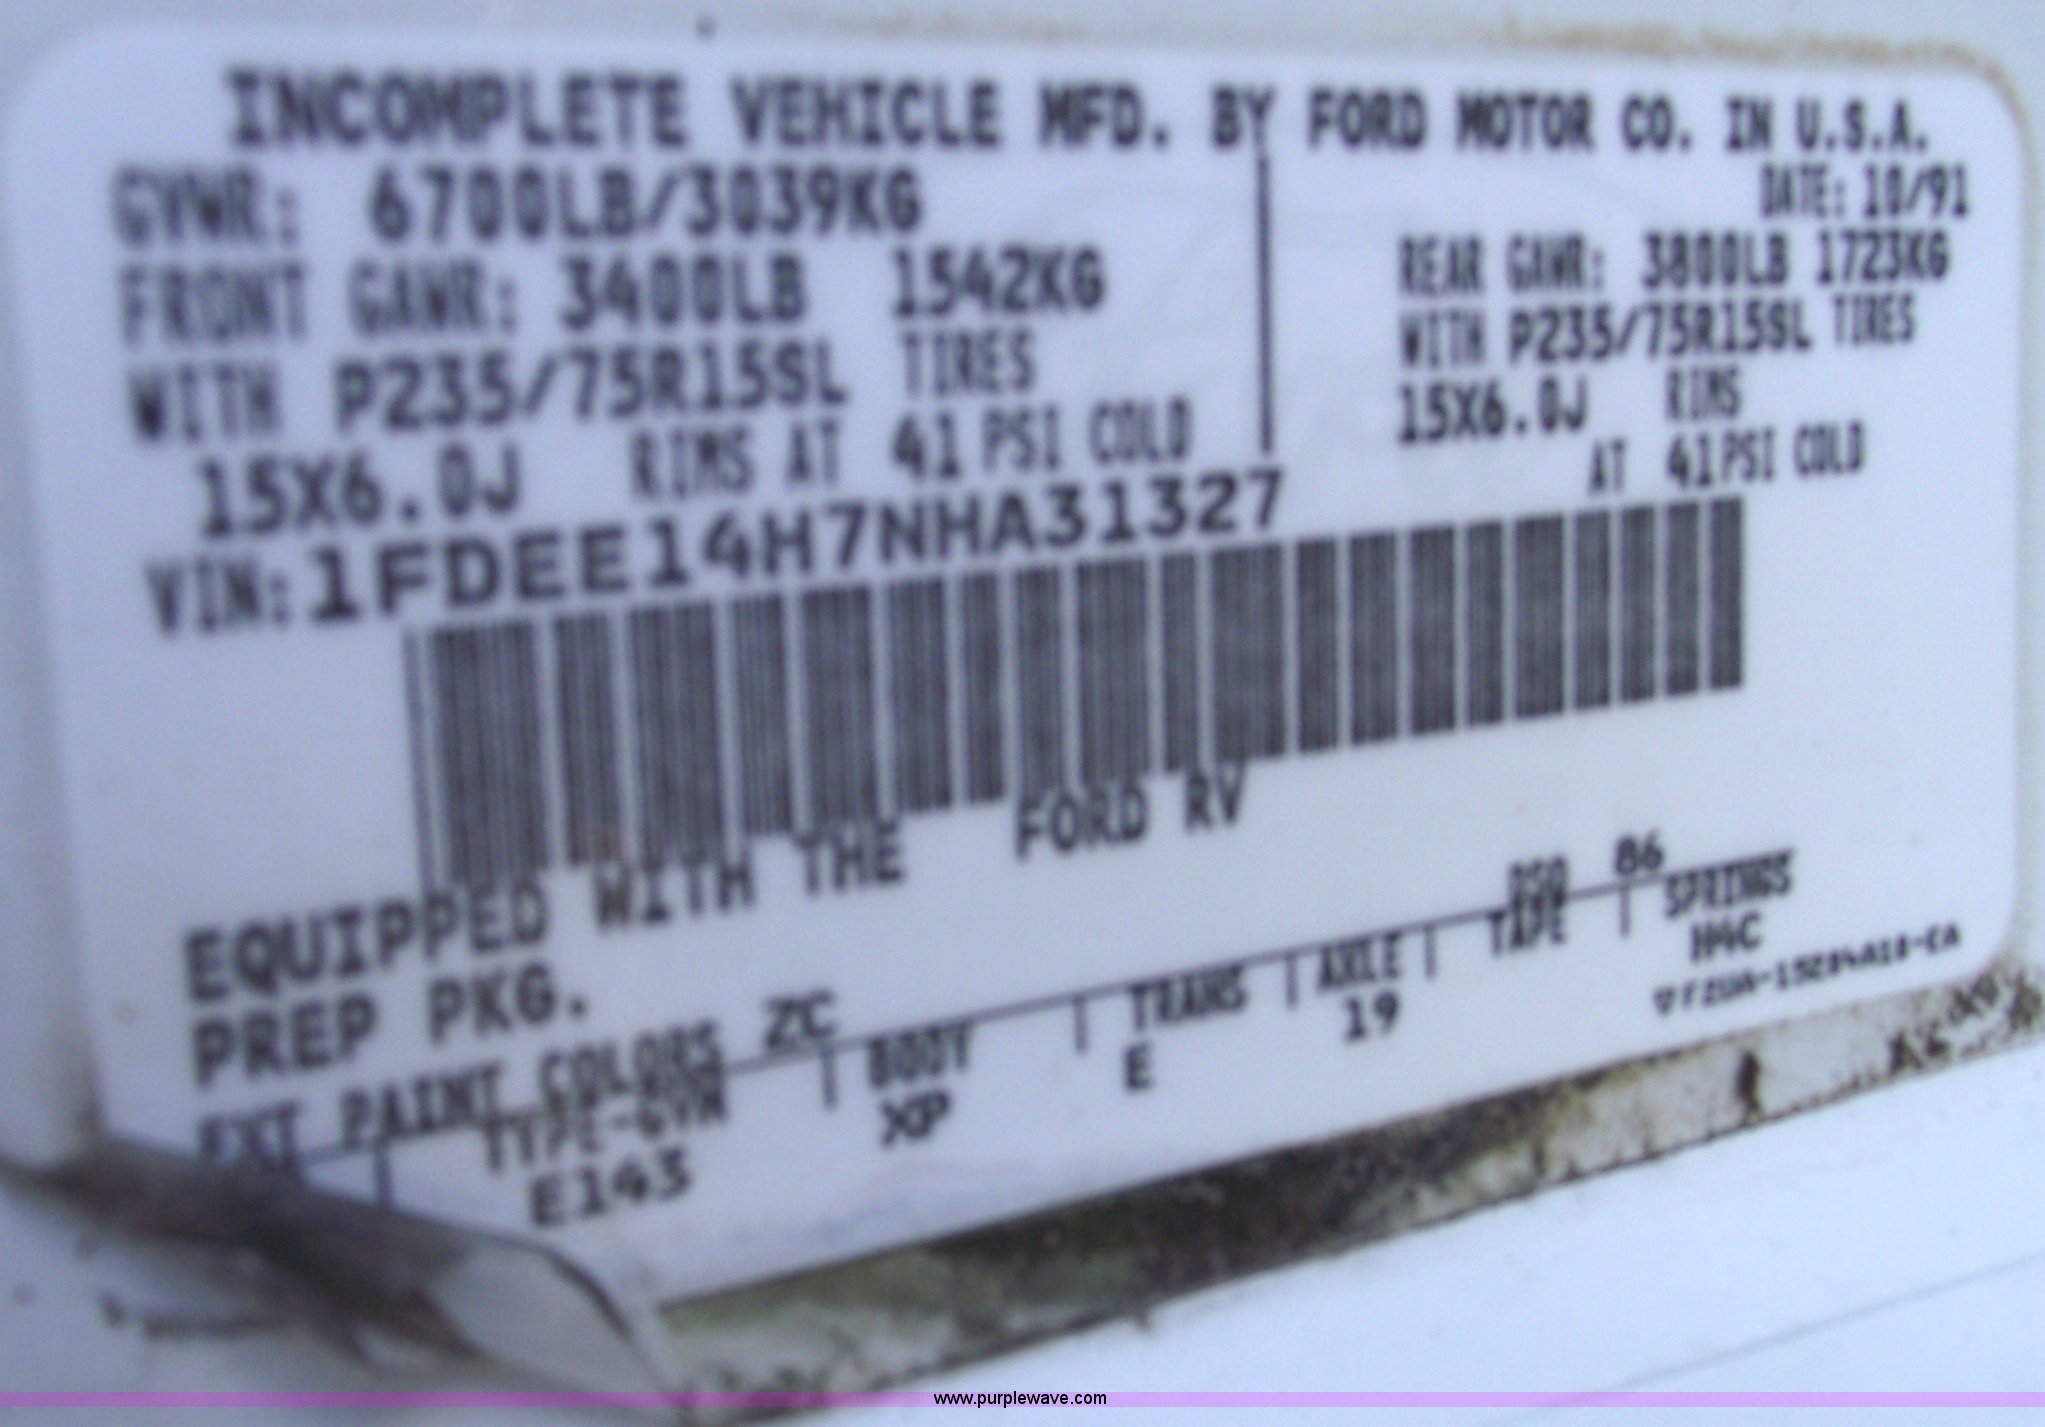 INCOMPLETE VEHICLE MFD. BY FORD MOTOR CO. IN U.S.A.
DATE: 10/91
GVWR: 6700LB/3039KG
FRONT GAWR: 3400LB 1542KG
WITH P235/75R15SL TIRES
15X6.0J RIMS AT 41 PSI COLD
REAR GAWR: 3800LB 1723KG
WITH P235/75R15SL TIRES
15X6.0J RIMS
AT 41PSI COLD
VIN: 1FDEE14H7NHA31327
EQUIPPED WITH THE FORD RV
PREP PKG.
EXT PAINT COLORS ZC DSO 86
TYPE-GVW BODY TRANS AXLE TAPE SPRINGS
E143 XP E 19 H4C
www.purplewave.com